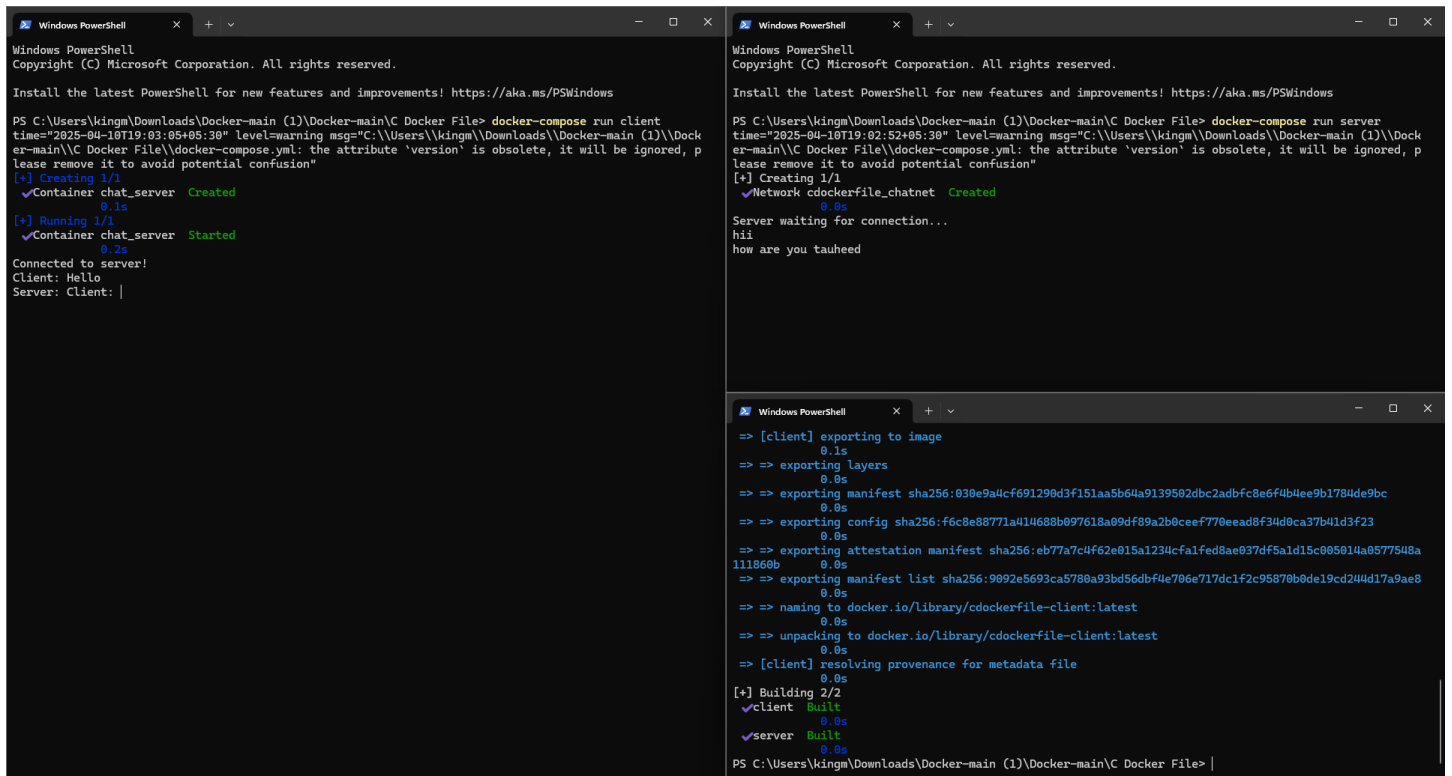 Windows PowerShell
Windows PowerShell
Copyright (C) Microsoft Corporation. All rights reserved.
Install the latest PowerShell for new features and improvements! https://aka.ms/PSWindows
PS C:\Users\kingm\Downloads\Docker-main (1)\Docker-main\C Docker File> docker-compose run client
time="2025-04-10T19:03:05+05:30" level=warning msg="C:\\Users\\kingm\\Downloads\\Docker-main (1)\\Dock
er-main\\C Docker File\\docker-compose.yml: the attribute `version` is obsolete, it will be ignored, p
lease remove it to avoid potential confusion"
[+] Creating 1/1
✔Container chat_server  Created
0.1s
[+] Running 1/1
✔Container chat_server  Started
0.2s
Connected to server!
Client: Hello
Server: Client:
Windows PowerShell
Windows PowerShell
Copyright (C) Microsoft Corporation. All rights reserved.
Install the latest PowerShell for new features and improvements! https://aka.ms/PSWindows
PS C:\Users\kingm\Downloads\Docker-main (1)\Docker-main\C Docker File> docker-compose run server
time="2025-04-10T19:02:52+05:30" level=warning msg="C:\\Users\\kingm\\Downloads\\Docker-main (1)\\Dock
er-main\\C Docker File\\docker-compose.yml: the attribute `version` is obsolete, it will be ignored, p
lease remove it to avoid potential confusion"
[+] Creating 1/1
✔Network cdockerfile_chatnet  Created
0.0s
Server waiting for connection...
hii
how are you tauheed
Windows PowerShell
=> [client] exporting to image
0.1s
=> => exporting layers
0.0s
=> => exporting manifest sha256:030e9a4cf691290d3f151aa5b64a9139502dbc2adbfc8e6f4b4ee9b1784de9bc
0.0s
=> => exporting config sha256:f6c8e88771a414688b097618a09df89a2b0ceef770eead8f34d0ca37b41d3f23
0.0s
=> => exporting attestation manifest sha256:eb77a7c4f62e015a1234cfa1fed8ae037df5a1d15c005014a0577548a
111860b 0.0s
=> => exporting manifest list sha256:9092e5693ca5780a93bd56dbf4e706e717dc1f2c95870b0de19cd244d17a9ae8
0.0s
=> => naming to docker.io/library/cdockerfile-client:latest
0.0s
=> => unpacking to docker.io/library/cdockerfile-client:latest
0.0s
=> [client] resolving provenance for metadata file
0.0s
[+] Building 2/2
✔client  Built
0.0s
✔server  Built
0.0s
PS C:\Users\kingm\Downloads\Docker-main (1)\Docker-main\C Docker File>